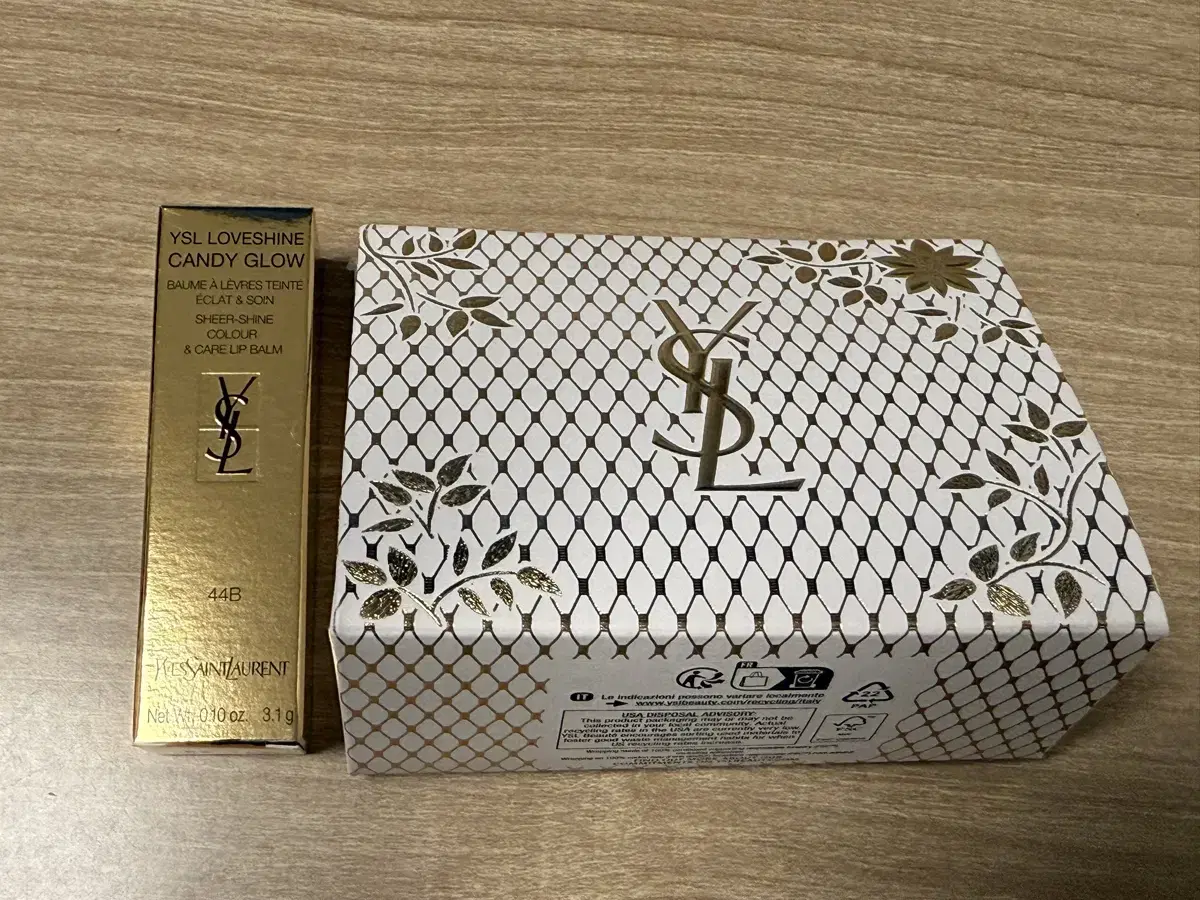 YSL LOVESHINE
CANDY GLOW
BAUME À LÈVRES TEINTÉ
ÉCLAT & SOIN
SHEER-SHINE
COLOUR
& CARE LIP BALM
YSL
44B
YVESSAINTLAURENT
Net Wt. 0.10 oz. 3.1 g
YSL
FR
IT Le indicazioni possono variare localmente
www.yslbeauty.com/recycling/italy
22
PAP
USA DISPOSAL ADVISORY:
This product packaging may or may not be
collected in your local community. Actual
recycling rates in the USA are currently very low.
YSL Beauté encourages sorting used materials to
foster good waste management habits for when
US recycling rates increase.
FSC